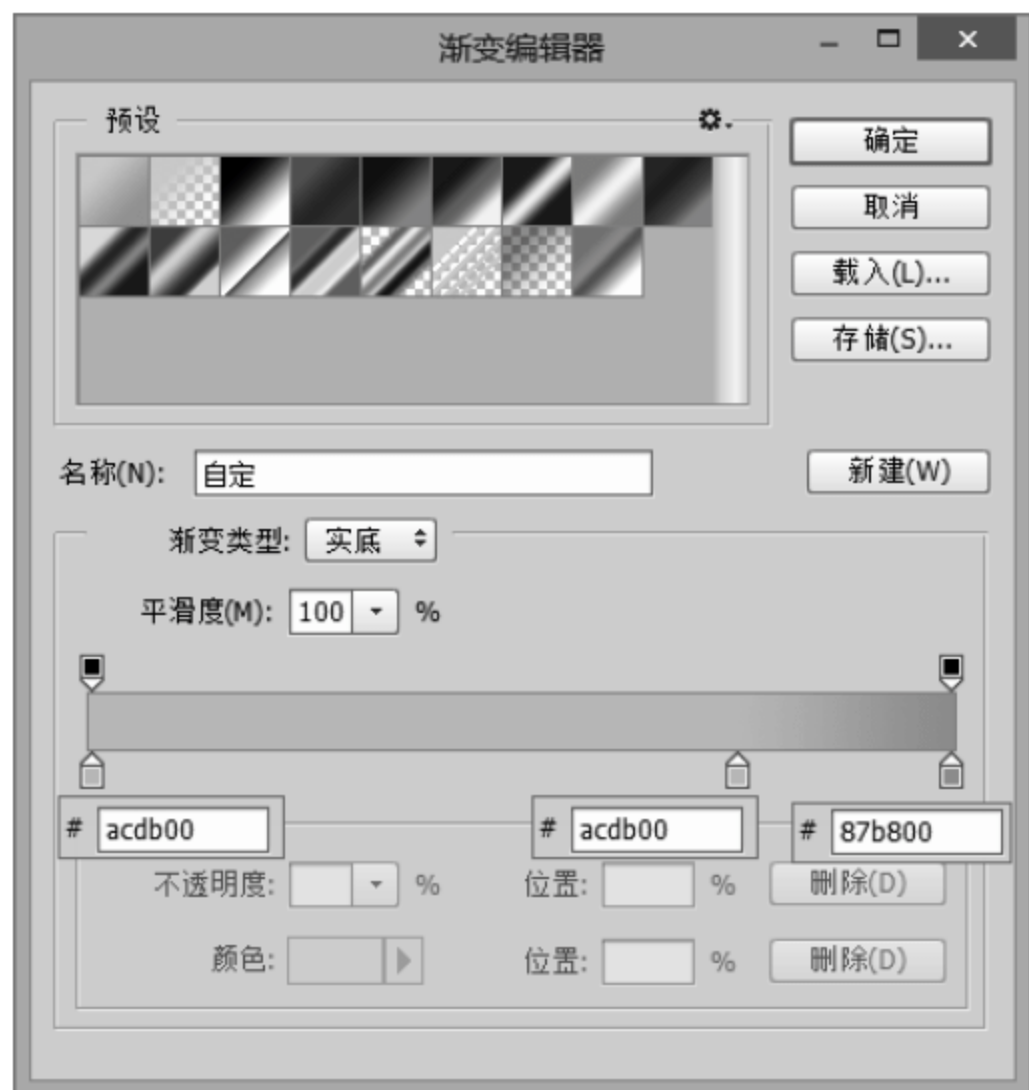 渐变编辑器
预设
确定
取消
载入(L)...
存储(S)...
名称(N): 自定
新建(W)
渐变类型: 实底
平滑度(M): 100 %
# acdb00 # acdb00 # 87b800
不透明度: % 位置: % 删除(D)
颜色: 位置: % 删除(D)